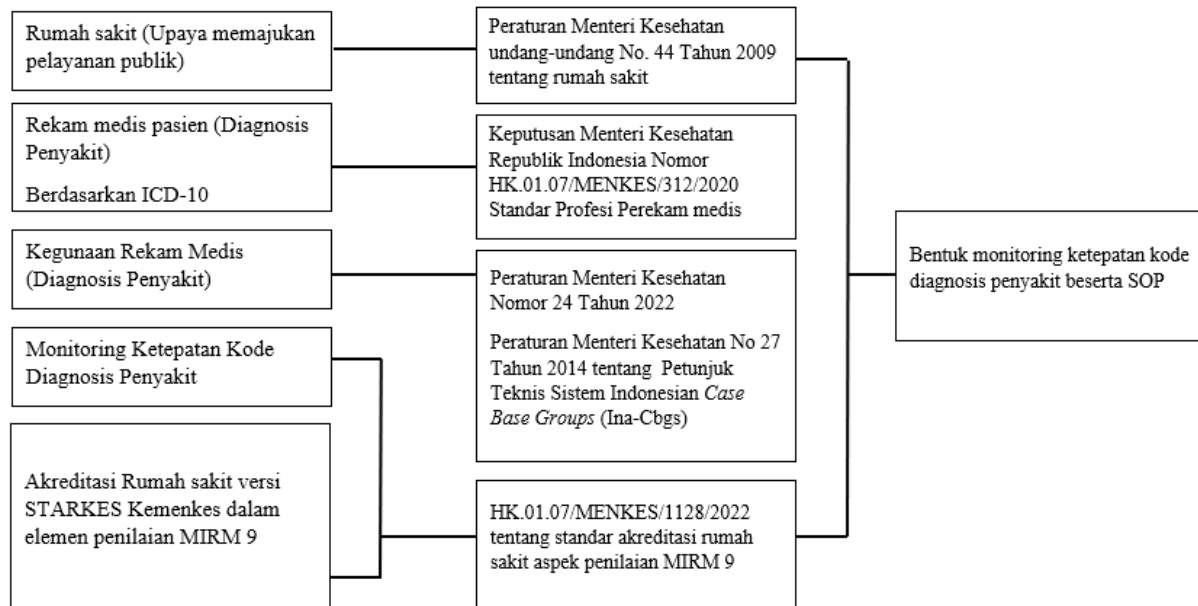 Rumah sakit (Upaya memajukan
pelayanan publik)
Rekam medis pasien (Diagnosis
Penyakit)
Berdasarkan ICD-10
Kegunaan Rekam Medis
(Diagnosis Penyakit)
Monitoring Ketepatan Kode
Diagnosis Penyakit
Akreditasi Rumah sakit versi
STARKES Kemenkes dalam
elemen penilaian MIRM 9
Peraturan Menteri Kesehatan
undang-undang No. 44 Tahun 2009
tentang rumah sakit
Keputusan Menteri Kesehatan
Republik Indonesia Nomor
HK.01.07/MENKES/312/2020
Standar Profesi Perekam medis
Peraturan Menteri Kesehatan
Nomor 24 Tahun 2022
Peraturan Menteri Kesehatan No 27
Tahun 2014 tentang Petunjuk
Teknis Sistem Indonesian Case
Base Groups (Ina-Cbgs)
HK.01.07/MENKES/1128/2022
tentang standar akreditasi rumah
sakit aspek penilaian MIRM 9
Bentuk monitoring ketepatan kode
diagnosis penyakit beserta SOP